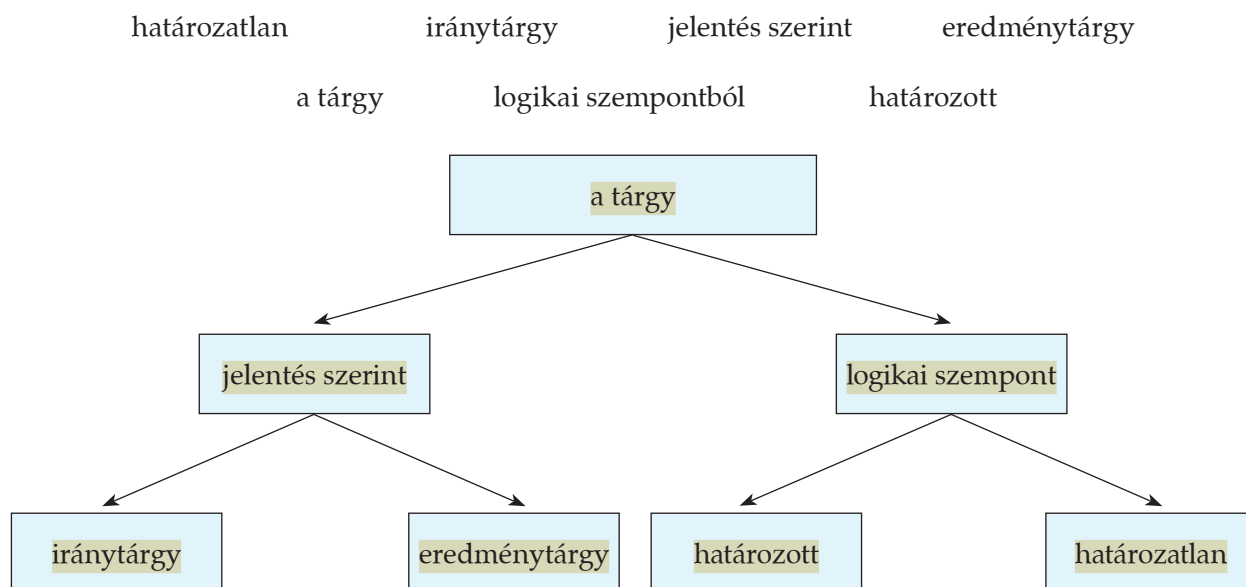 határozatlan iránytárgy jelentés szerint eredménytárgy
a tárgy logikai szempontból határozott
a tárgy
jelentés szerint logikai szempont
iránytárgy eredménytárgy határozott határozatlan